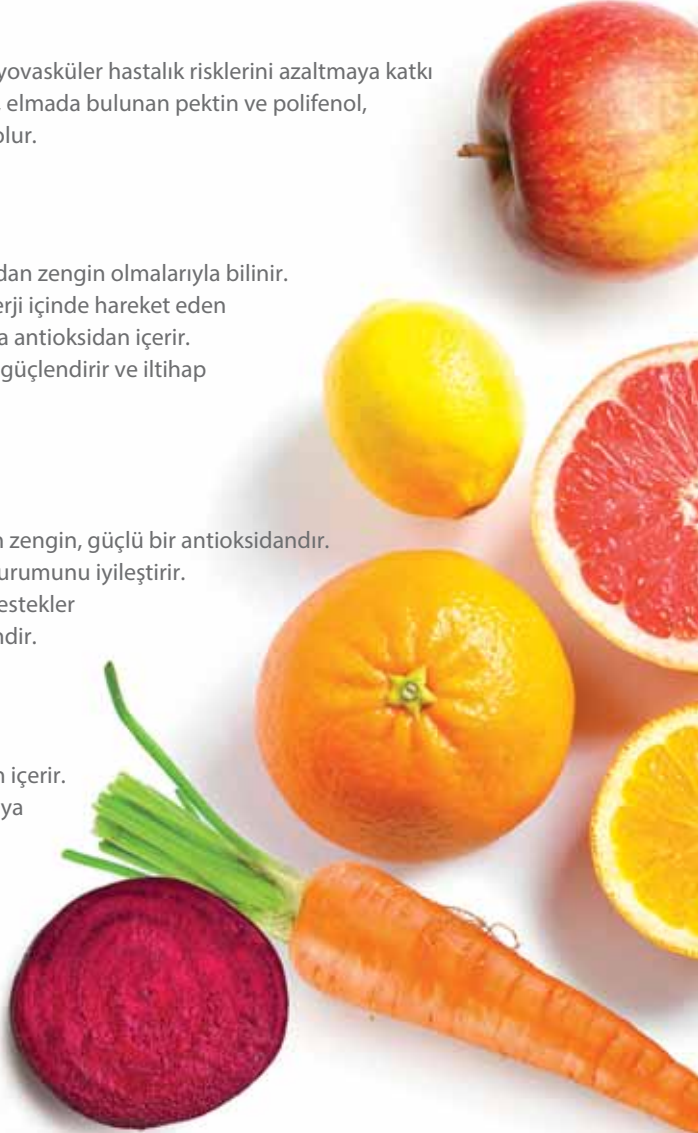 yovasküler hastalık risklerini azaltmaya katkı
elmada bulunan pektin ve polifenol,
olur.
dan zengin olmalarıyla bilinir.
erji içinde hareket eden
a antioksidan içerir.
güçlendirir ve iltihap
n zengin, güçlü bir antioksidandır.
urumunu iyileştirir.
estekler
ndir.
n içerir.
ya